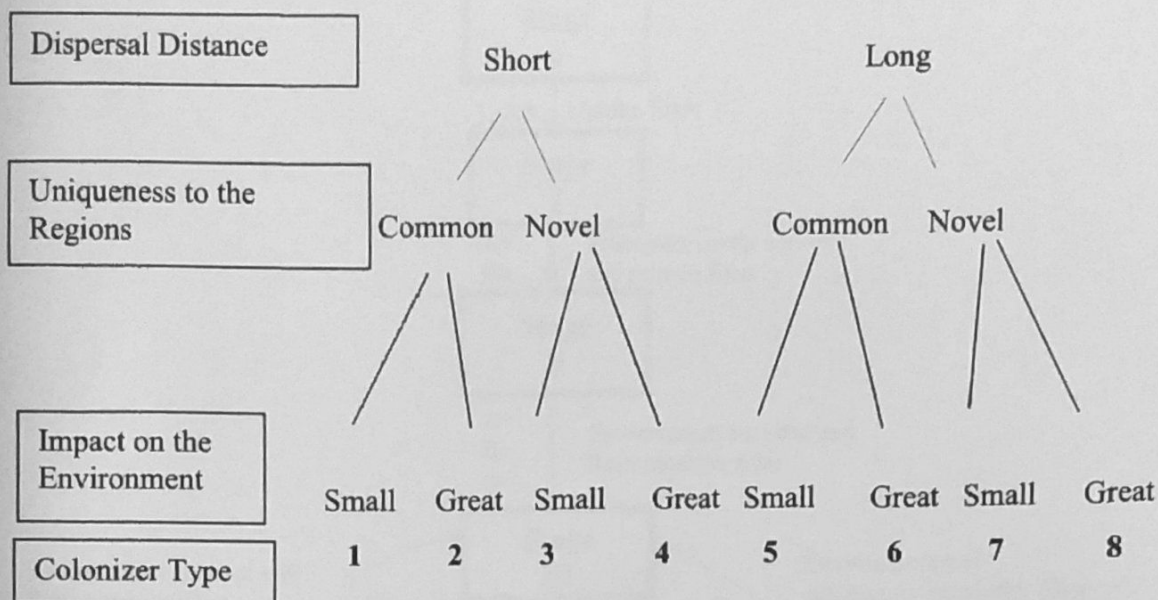 Dispersal Distance
Short Long
Uniqueness to the
Regions
Common Novel Common Novel
Impact on the
Environment
Small Great Small Great Small Great Small Great
Colonizer Type
1 2 3 4 5 6 7 8